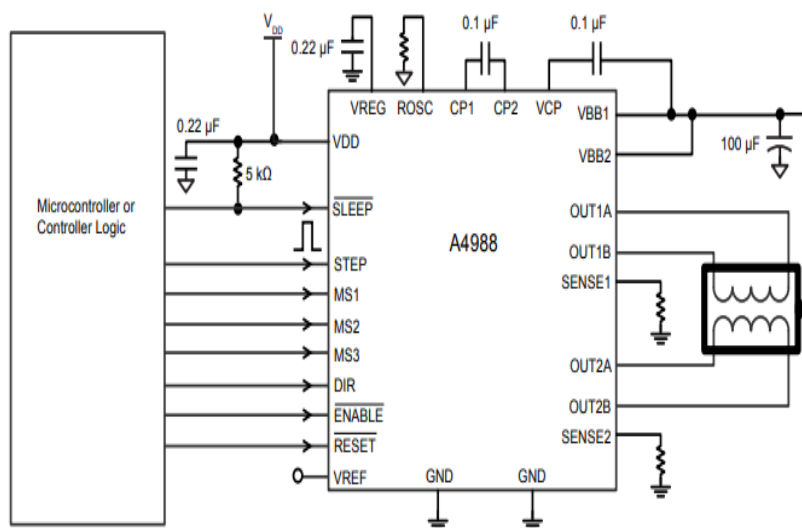 V_DD
0.22 µF
0.1 µF
0.1 µF
VREG
ROSC
CP1
CP2
VCP
VBB1
0.22 µF
VDD
5 kΩ
VBB2
100 µF
Microcontroller or
Controller Logic
SLEEP
OUT1A
A4988
OUT1B
STEP
SENSE1
MS1
MS2
MS3
OUT2A
DIR
OUT2B
ENABLE
SENSE2
RESET
VREF
GND
GND